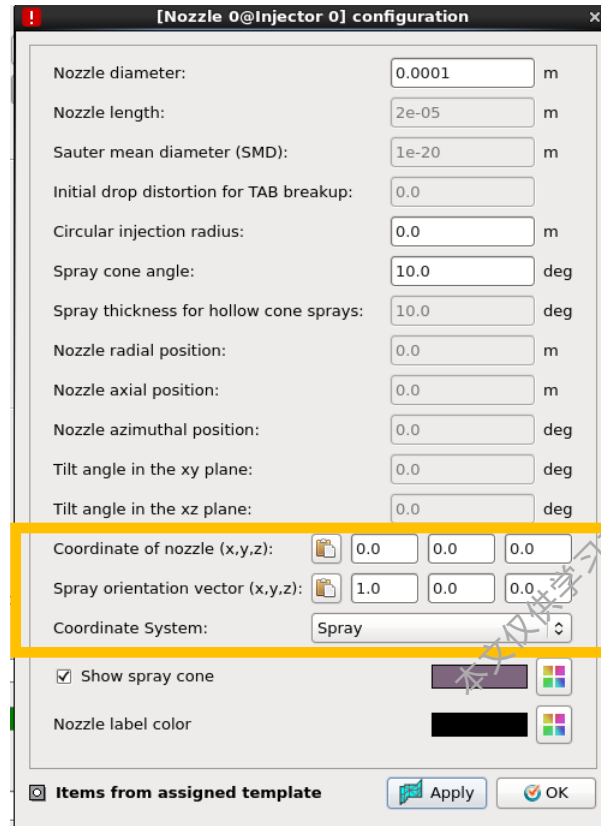 [Nozzle 0@Injector 0] configuration
Nozzle diameter: 0.0001 m
Nozzle length: 2e-05 m
Sauter mean diameter (SMD): 1e-20 m
Initial drop distortion for TAB breakup: 0.0
Circular injection radius: 0.0 m
Spray cone angle: 10.0 deg
Spray thickness for hollow cone sprays: 10.0 deg
Nozzle radial position: 0.0 m
Nozzle axial position: 0.0 m
Nozzle azimuthal position: 0.0 deg
Tilt angle in the xy plane: 0.0 deg
Tilt angle in the xz plane: 0.0 deg
Coordinate of nozzle (x,y,z): 0.0 0.0 0.0
Spray orientation vector (x,y,z): 1.0 0.0 0.0
Coordinate System: Spray
Show spray cone
Nozzle label color
Items from assigned template Apply OK
本文仅供学习